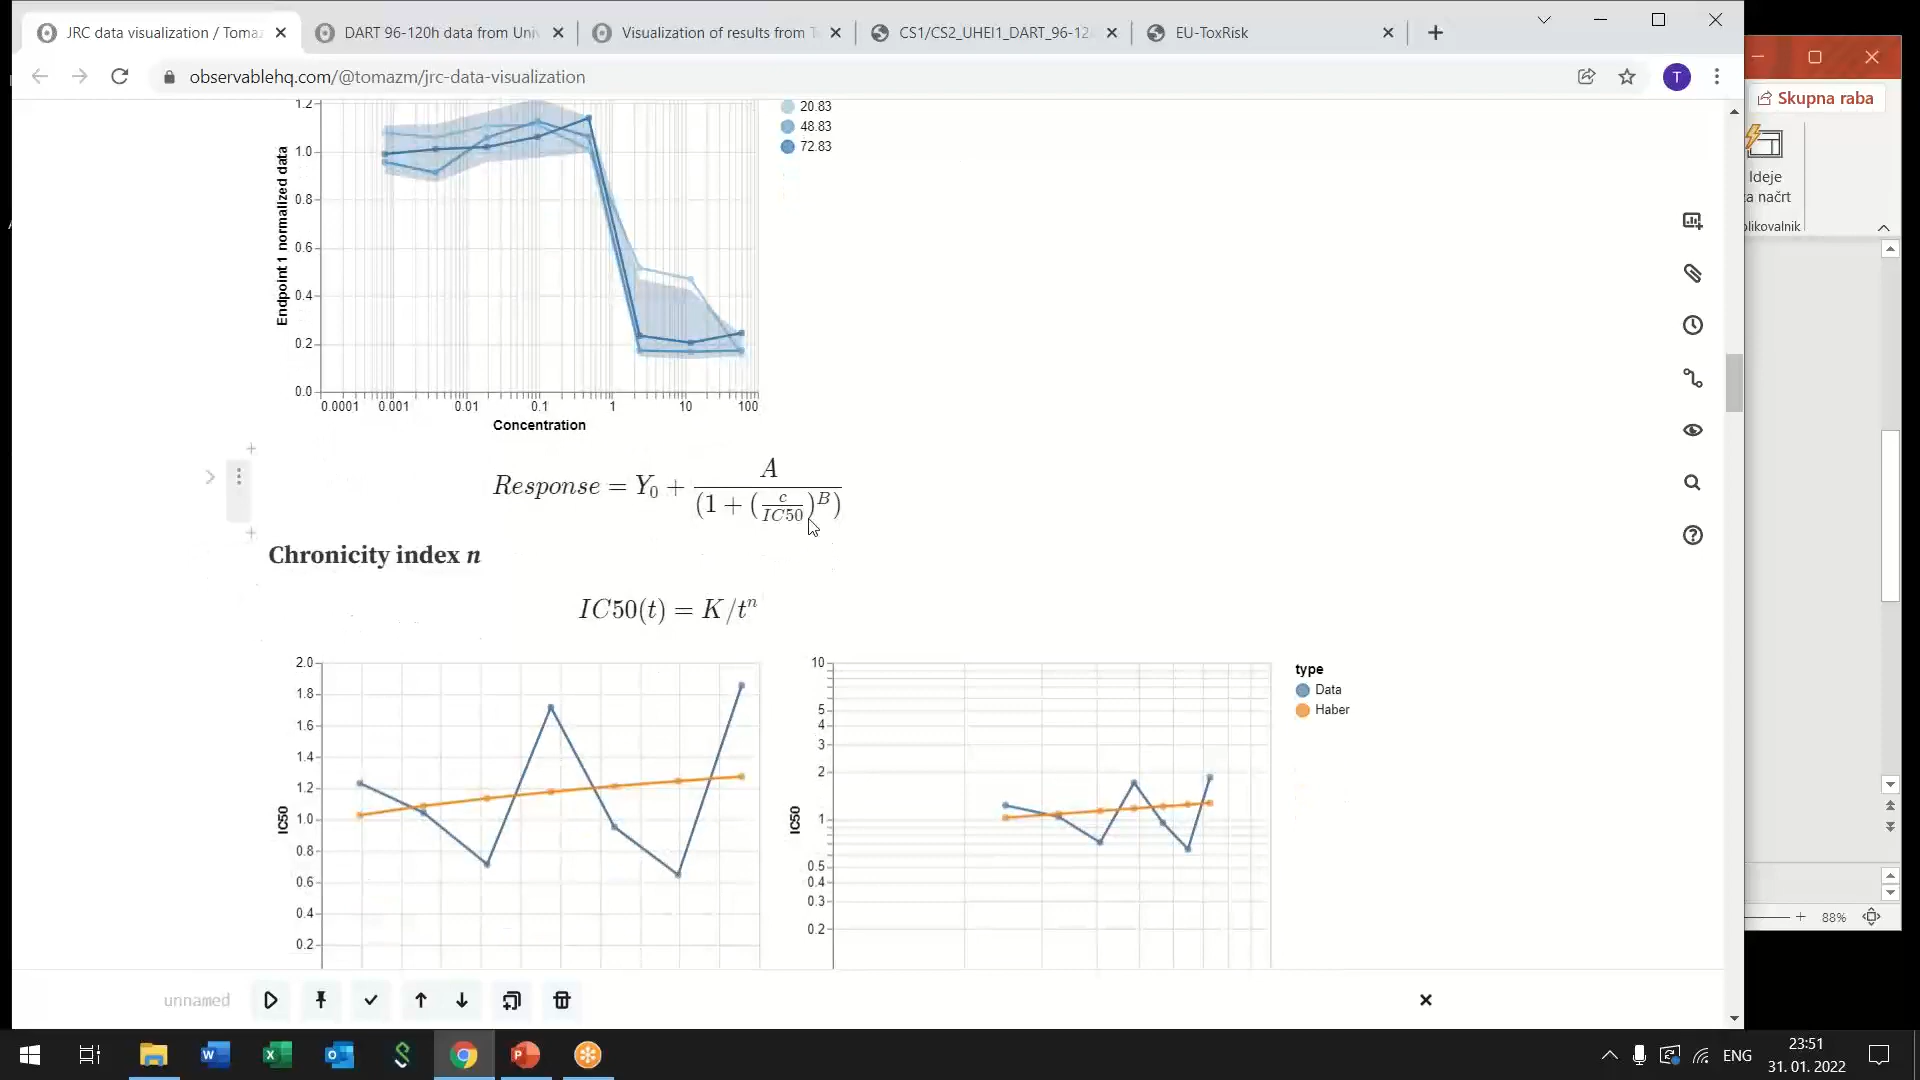 JRC data visualization / Toma
DART 96-120h data from Uni
Visualization of results from
CS1/CS2_UHEI1_DART_96-12
EU-ToxRisk
observablehq.com/@tomazm/jrc-data-visualization
T
Skupna raba
Ideje
za načrt
1.2
1.0
0.8
0.6
0.4
0.2
0.0
Endpoint 1 normalized data
0.0001 0.001 0.01 0.1 1 10 100
Concentration
20.83
48.83
72.83
Response = Y0 + A / (1 + (c / IC50)^B)
Chronicity index n
IC50(t) = K/t^n
2.0
1.8
1.6
1.4
1.2
1.0
0.8
0.6
0.4
0.2
IC50
10
5
4
3
2
1
0.5
0.4
0.3
0.2
IC50
type
Data
Haber
88%
unnamed
ENG
23:51
31. 01. 2022